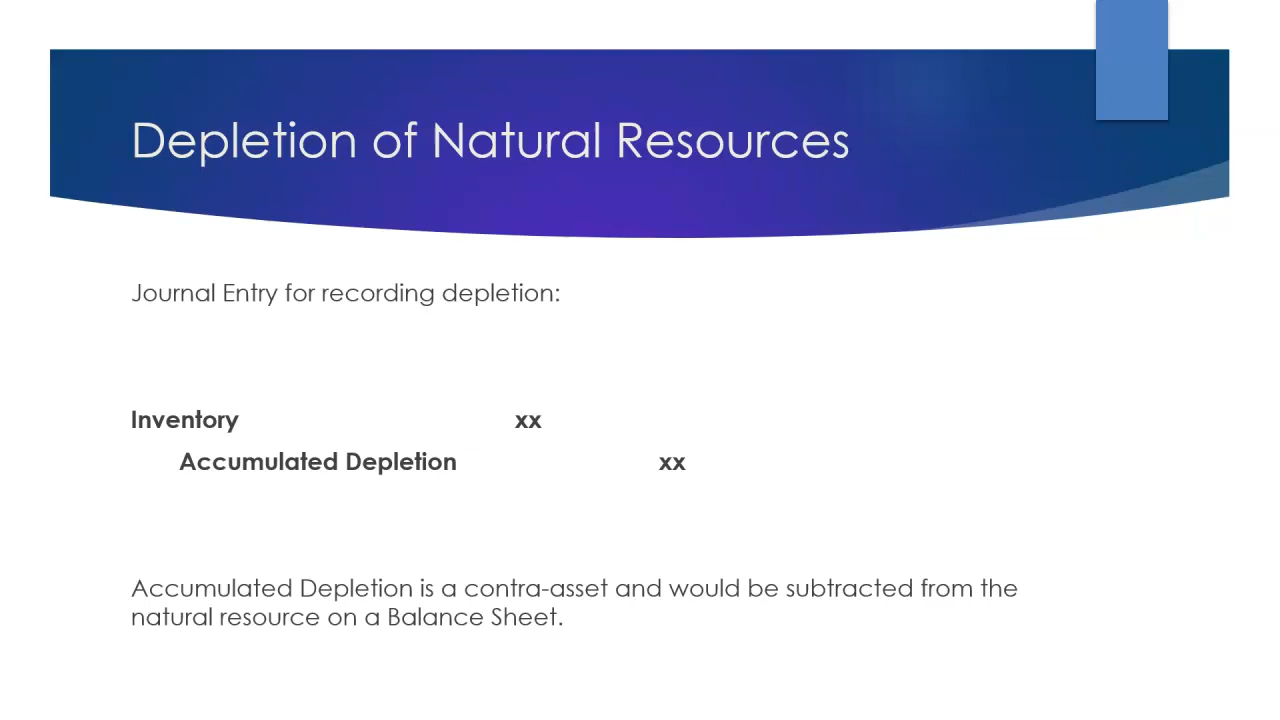 Depletion of Natural Resources
Journal Entry for recording depletion:
Inventory xx
Accumulated Depletion xx
Accumulated Depletion is a contra-asset and would be subtracted from the
natural resource on a Balance Sheet.